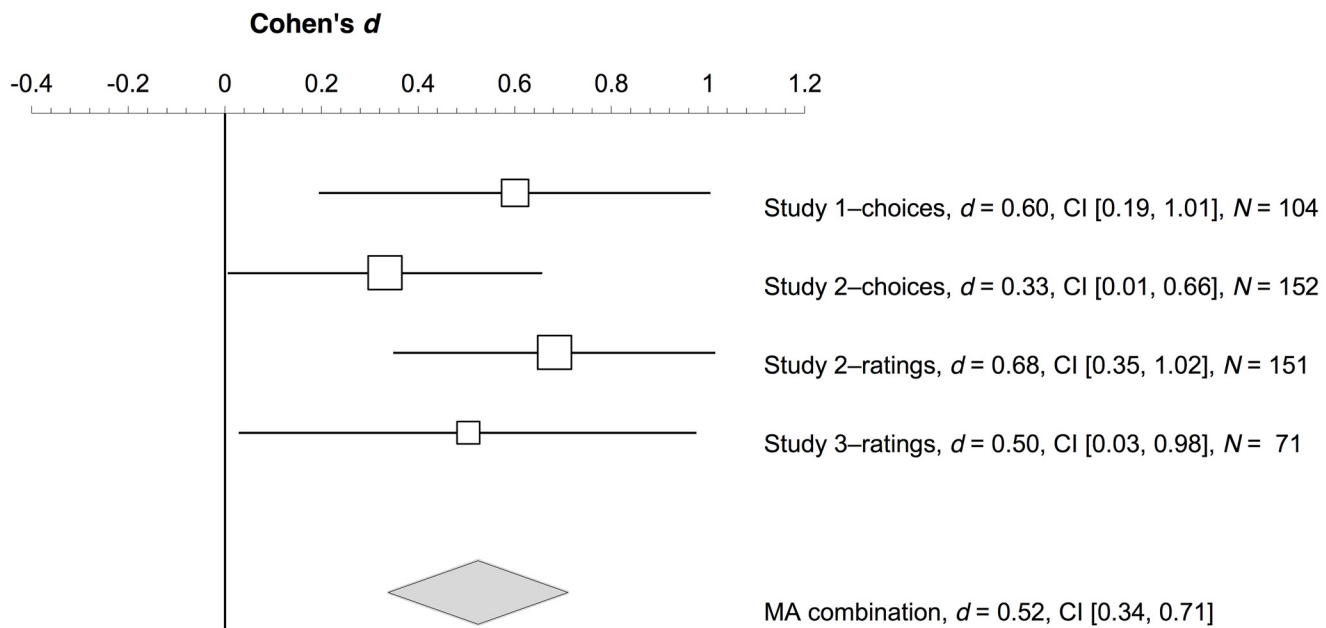 Cohen's d
-0.4 -0.2 0 0.2 0.4 0.6 0.8 1 1.2
Study 1–choices, d = 0.60, CI [0.19, 1.01], N = 104
Study 2–choices, d = 0.33, CI [0.01, 0.66], N = 152
Study 2–ratings, d = 0.68, CI [0.35, 1.02], N = 151
Study 3–ratings, d = 0.50, CI [0.03, 0.98], N = 71
MA combination, d = 0.52, CI [0.34, 0.71]